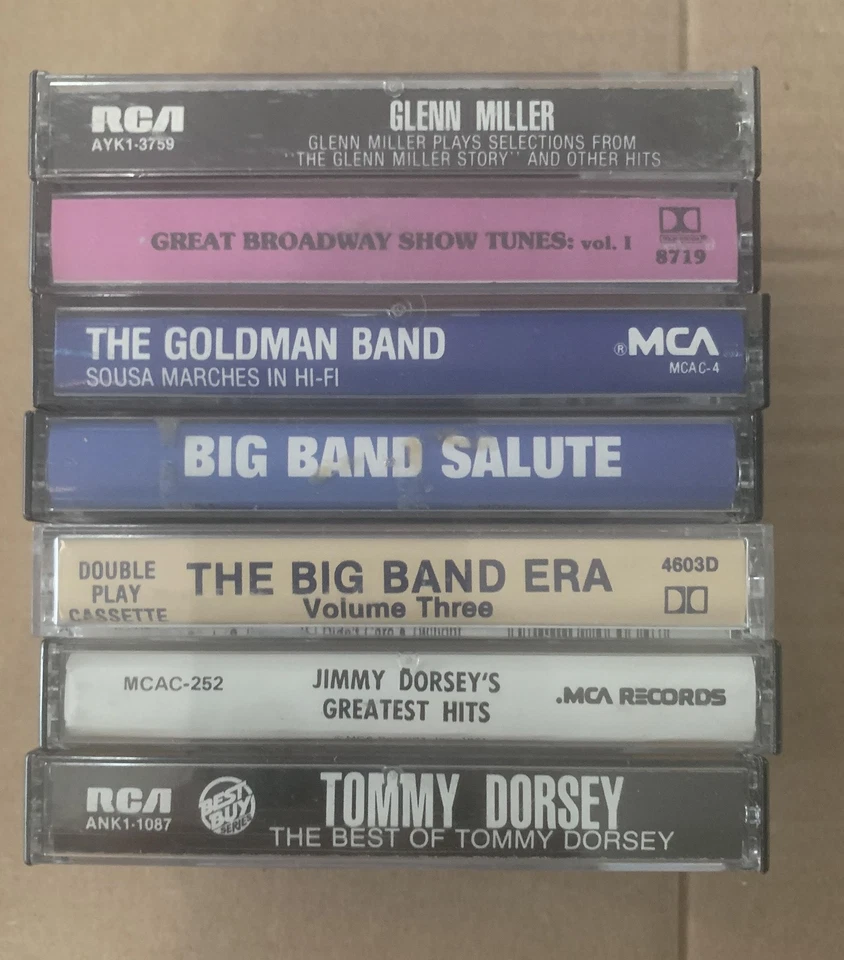 RCA
AYK1-3759
GLENN MILLER
GLENN MILLER PLAYS SELECTIONS FROM
"THE GLENN MILLER STORY" AND OTHER HITS
GREAT BROADWAY SHOW TUNES: vol. I
8719
THE GOLDMAN BAND
SOUSA MARCHES IN HI-FI
®MCA
MCAC-4
BIG BAND SALUTE
DOUBLE
PLAY
CASSETTE
THE BIG BAND ERA
Volume Three
4603D
MCAC-252
JIMMY DORSEY'S
GREATEST HITS
.MCA RECORDS
RCA
ANK1-1087
BEST
BUY
SERIES
TOMMY DORSEY
THE BEST OF TOMMY DORSEY